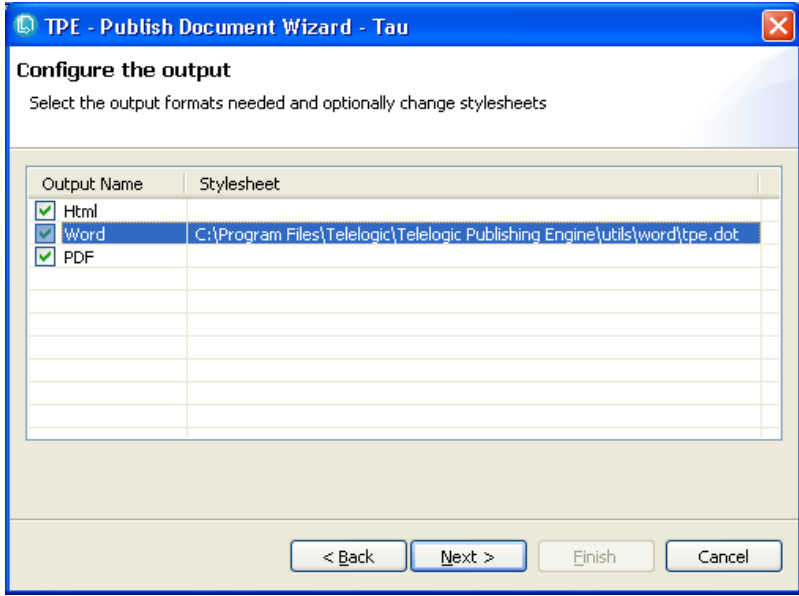 TPE - Publish Document Wizard - Tau
Configure the output
Select the output formats needed and optionally change stylesheets
Output Name Stylesheet
Html
Word C:\Program Files\Telelogic\Telelogic Publishing Engine\utils\word\tpe.dot
PDF
< Back Next > Finish Cancel